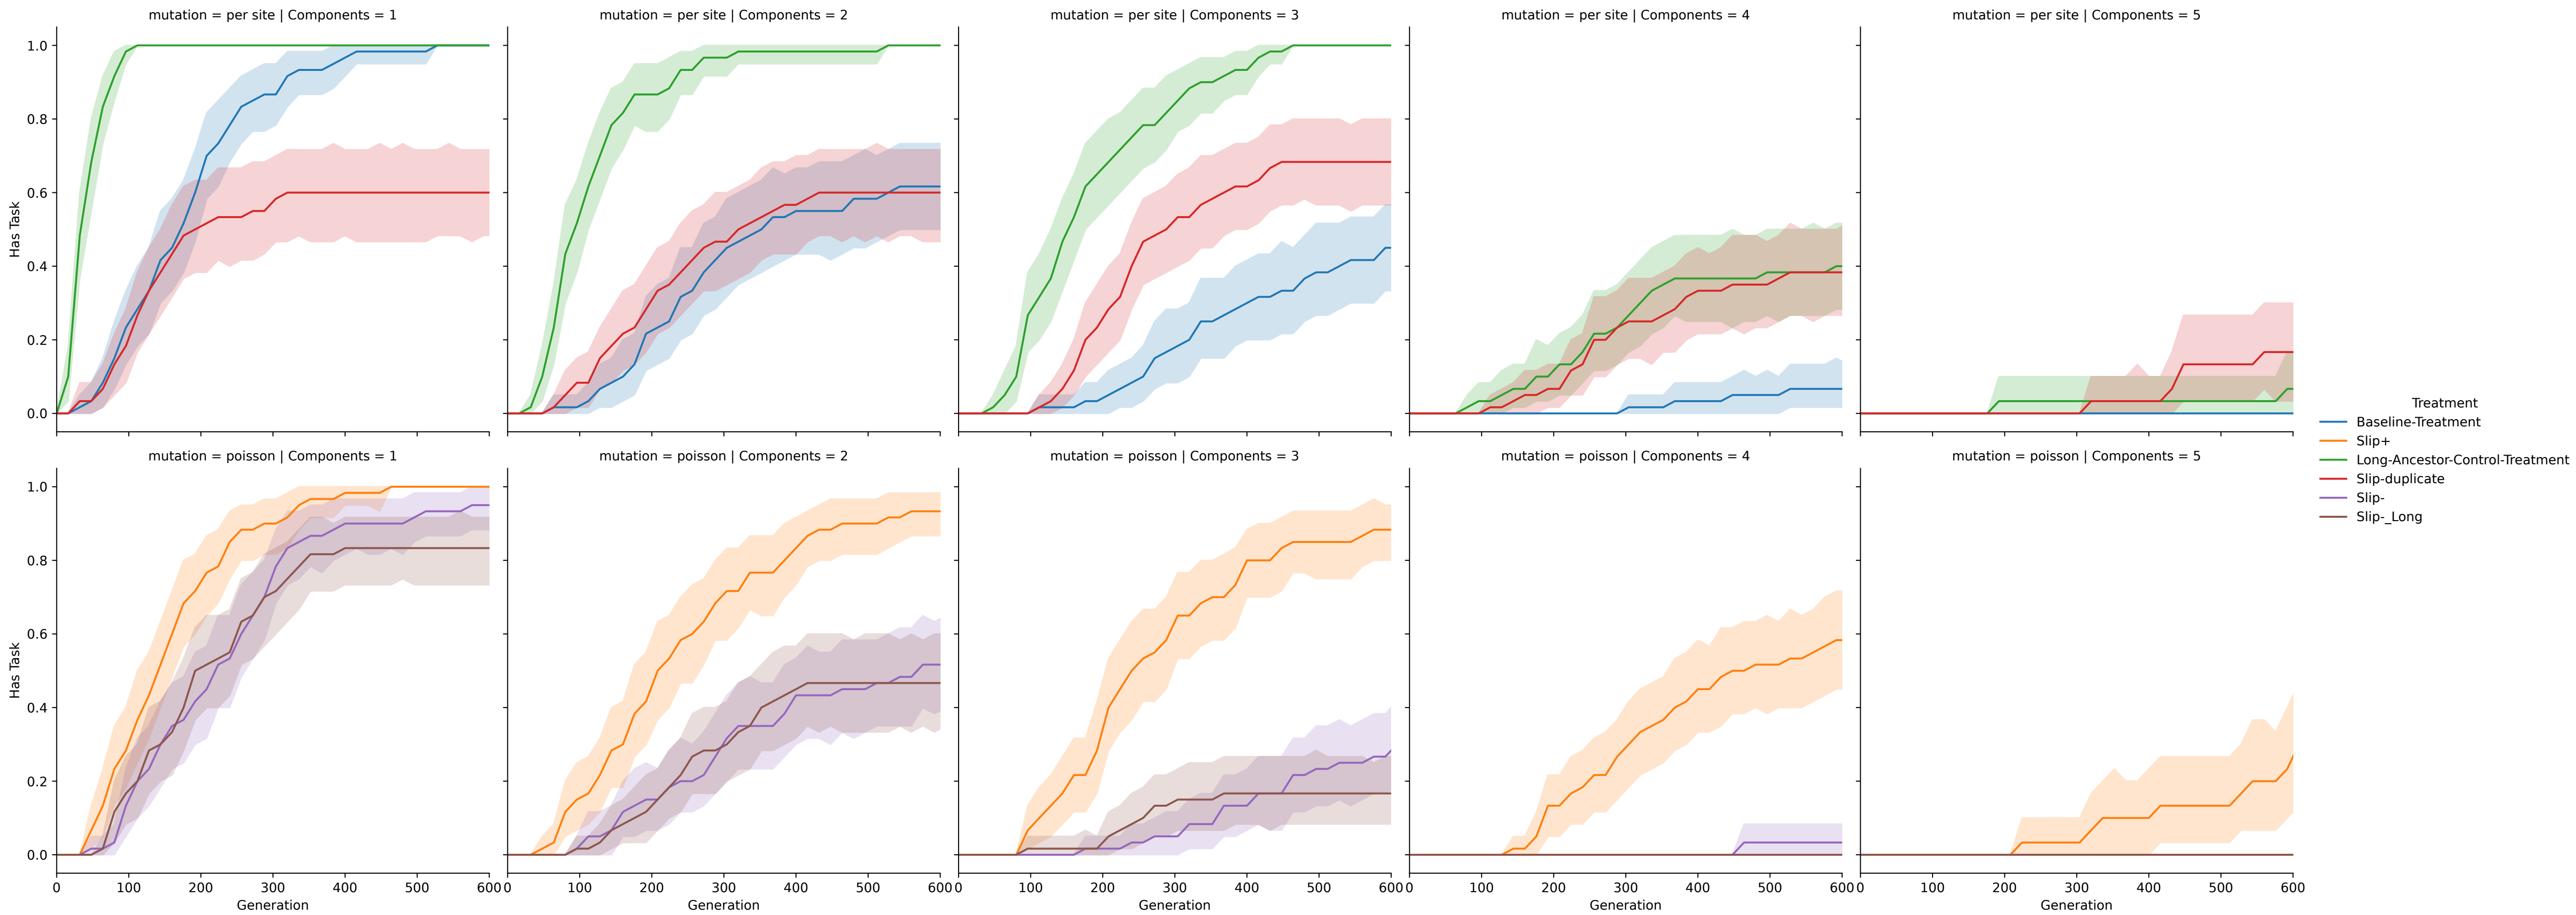 mutation = per site | Components = 1
mutation = per site | Components = 2
mutation = per site | Components = 3
mutation = per site | Components = 4
mutation = per site | Components = 5
1.0
0.8
0.6
0.4
0.2
0.0
Has Task
Treatment
Baseline-Treatment
Slip+
Long-Ancestor-Control-Treatment
Slip-duplicate
Slip-
Slip-_Long
mutation = poisson | Components = 1
mutation = poisson | Components = 2
mutation = poisson | Components = 3
mutation = poisson | Components = 4
mutation = poisson | Components = 5
1.0
0.8
0.6
0.4
0.2
0.0
Has Task
0 100 200 300 400 500 600
0 100 200 300 400 500 600
0 100 200 300 400 500 600
0 100 200 300 400 500 600
0 100 200 300 400 500 600
Generation
Generation
Generation
Generation
Generation